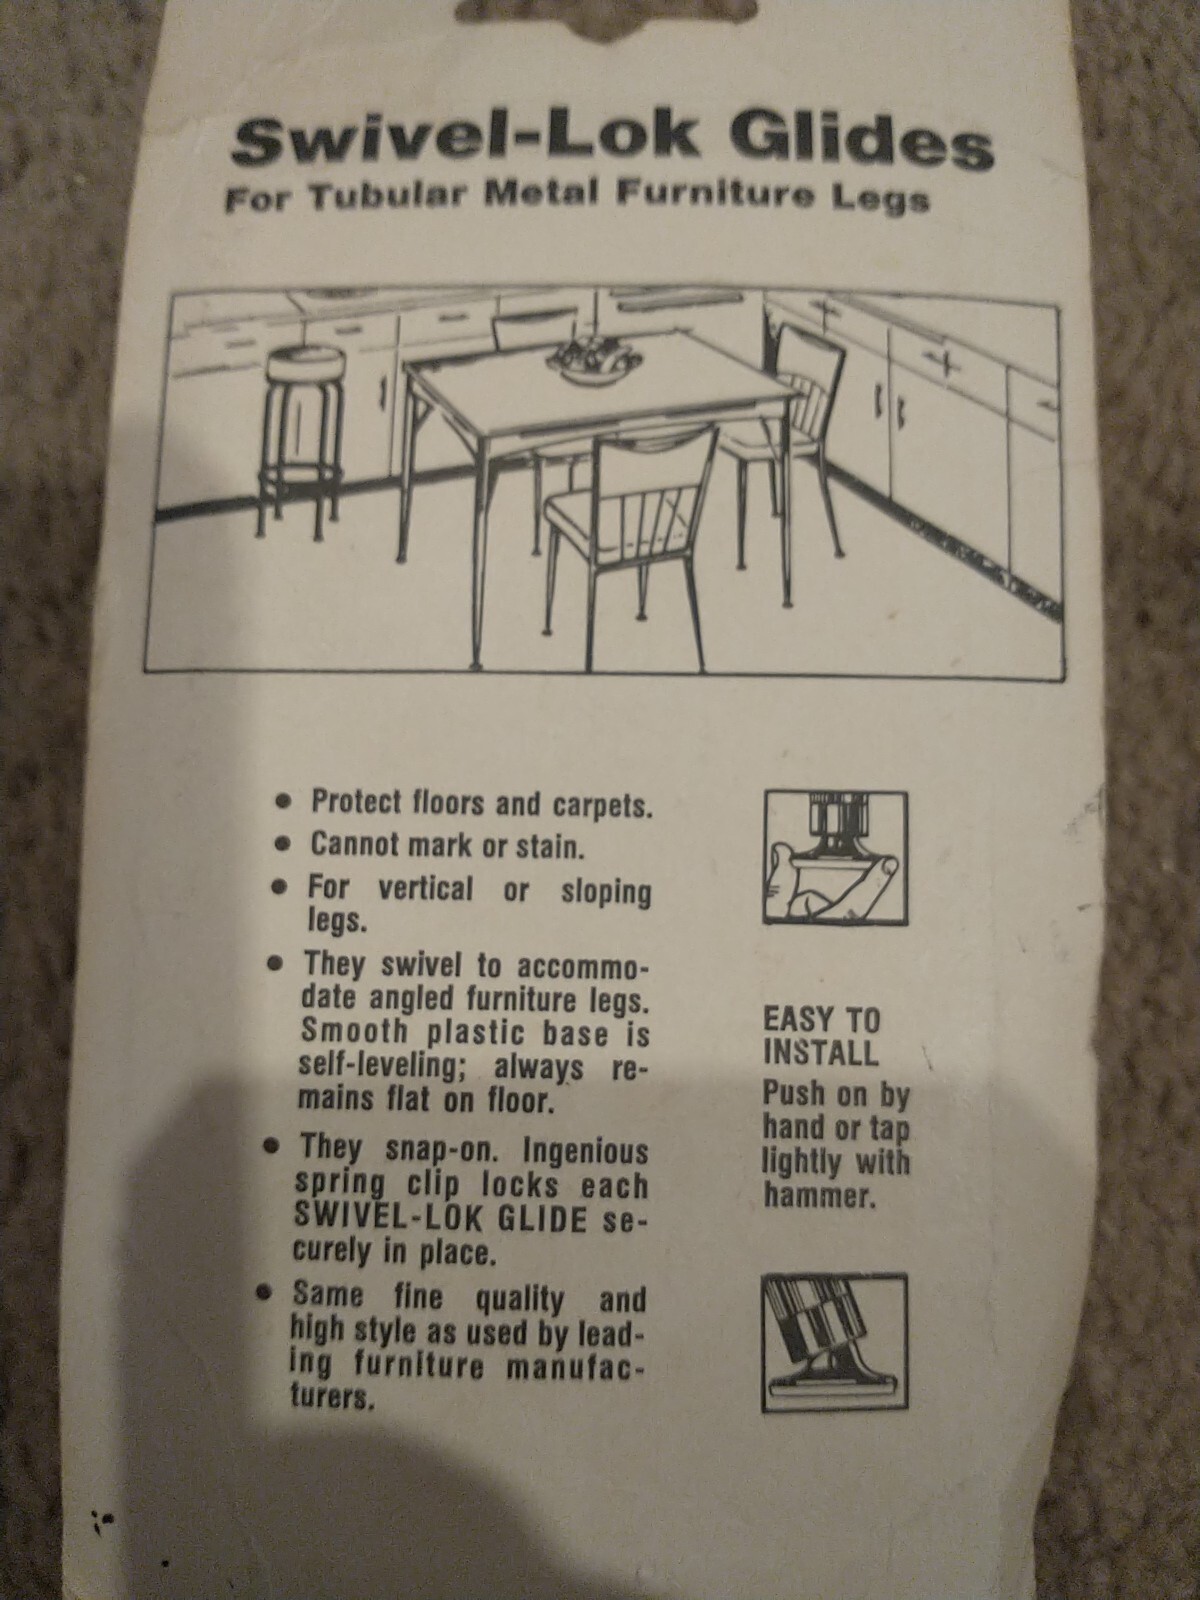 Swivel-Lok Glides
For Tubular Metal Furniture Legs
• Protect floors and carpets.
• Cannot mark or stain.
• For vertical or sloping
legs.
• They swivel to accommo-
date angled furniture legs.
Smooth plastic base is
self-leveling; always re-
mains flat on floor.
• They snap-on. Ingenious
spring clip locks each
SWIVEL-LOK GLIDE se-
curely in place.
• Same fine quality and
high style as used by lead-
ing furniture manufac-
turers.
EASY TO
INSTALL
Push on by
hand or tap
lightly with
hammer.